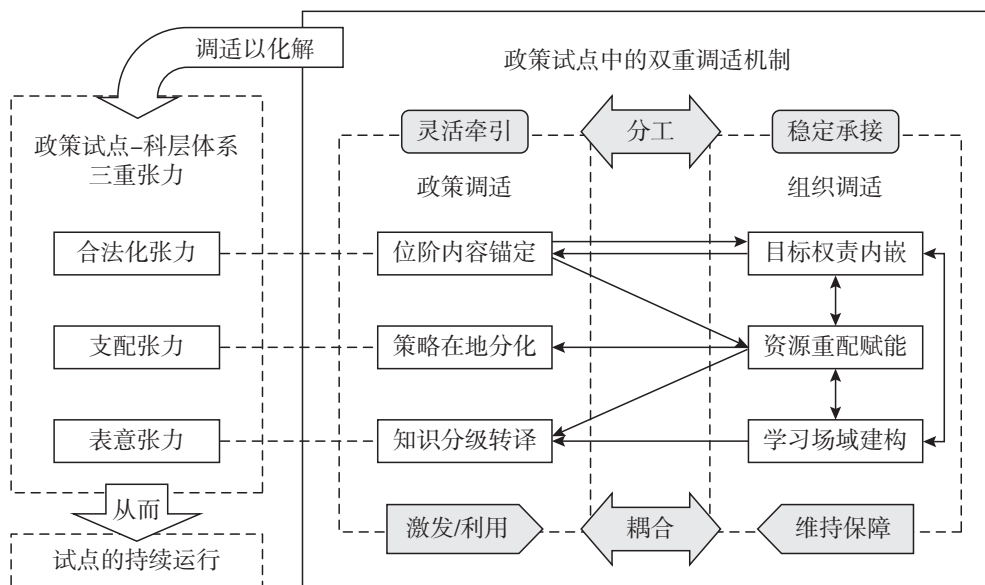 调适以化解
政策试点中的双重调适机制
政策试点–科层体系
三重张力
灵活牵引
分工
稳定承接
政策调适
组织调适
合法化张力
位阶内容锚定
目标权责内嵌
支配张力
策略在地分化
资源重配赋能
表意张力
知识分级转译
学习场域建构
从而
激发/利用
耦合
维持保障
试点的持续运行